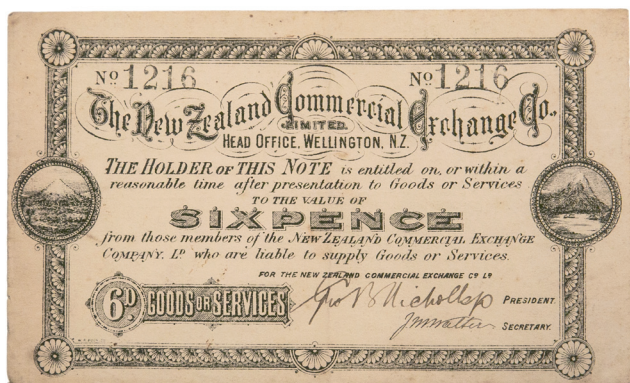 No 1216 No 1216
The New Zealand Commercial Exchange Co.,
LIMITED.
HEAD OFFICE, WELLINGTON, N.Z.
THE HOLDER OF THIS NOTE is entitled on, or within a
reasonable time after presentation to Goods or Services
TO THE VALUE OF
SIXPENCE
from those members of the NEW ZEALAND COMMERCIAL EXCHANGE
COMPANY, LD who are liable to supply Goods or Services.
FOR THE NEW ZEALAND COMMERCIAL EXCHANGE CO LD
6D. GOODS OR SERVICES Geo B Nicholls PRESIDENT.
SECRETARY.